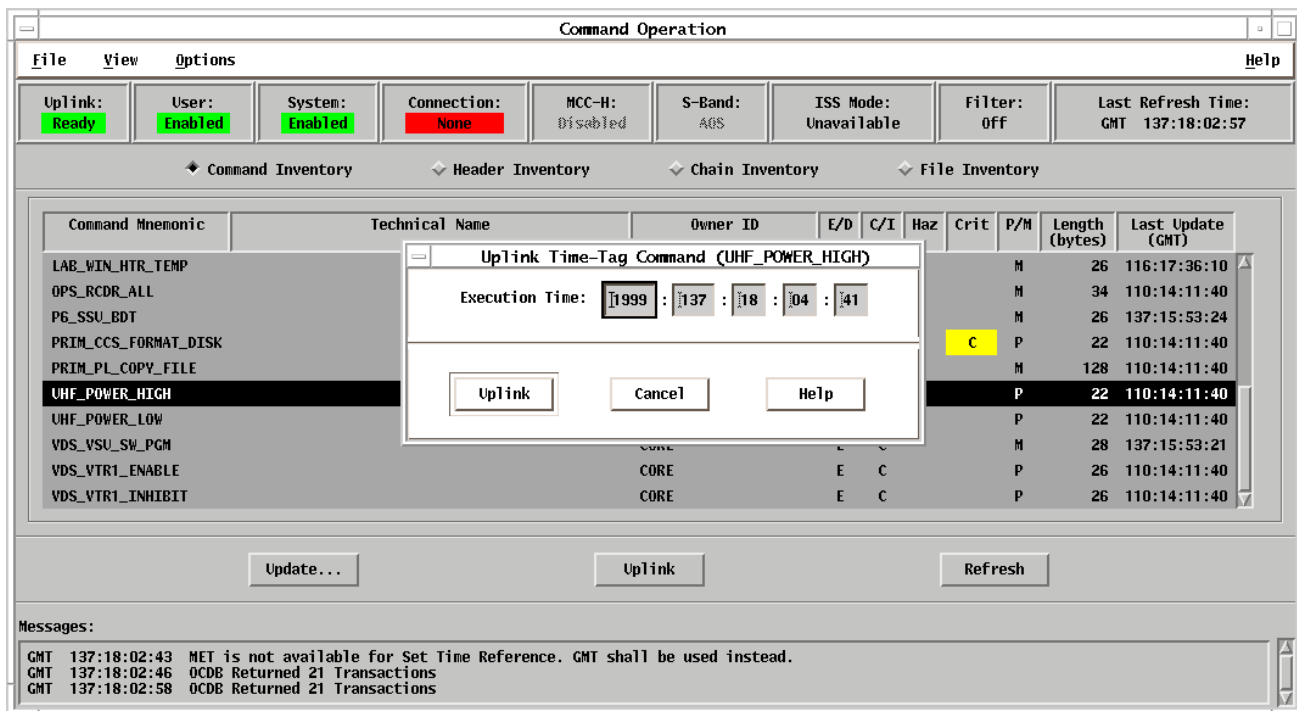 Command Operation
File View Options Help
Uplink: User: System: Connection: MCC-H: S-Band: ISS Mode: Filter: Last Refresh Time:
Ready Enabled Enabled None Disabled AOS Unavailable Off GMT 137:18:02:57
Command Inventory Header Inventory Chain Inventory File Inventory
Command Mnemonic Technical Name Owner ID E/D C/I Haz Crit P/M Length (bytes) Last Update (GMT)
Uplink Time-Tag Command (UHF_POWER_HIGH)
Execution Time: 1999 : 137 : 18 : 04 : 41
Uplink Cancel Help
LAB_WIN_HTR_TEMP M 26 116:17:36:10
OPS_RCDR_ALL M 34 110:14:11:40
P6_SSU_BDT M 26 137:15:53:24
PRIM_CCS_FORMAT_DISK C P 22 110:14:11:40
PRIM_PL_COPY_FILE M 128 110:14:11:40
UHF_POWER_HIGH P 22 110:14:11:40
UHF_POWER_LOW P 22 110:14:11:40
VDS_VSU_SW_PGM CORE E C M 28 137:15:53:21
VDS_VTR1_ENABLE CORE E C P 26 110:14:11:40
VDS_VTR1_INHIBIT CORE E C P 26 110:14:11:40
Update... Uplink Refresh
Messages:
GMT 137:18:02:43 MET is not available for Set Time Reference. GMT shall be used instead.
GMT 137:18:02:46 OCDB Returned 21 Transactions
GMT 137:18:02:58 OCDB Returned 21 Transactions